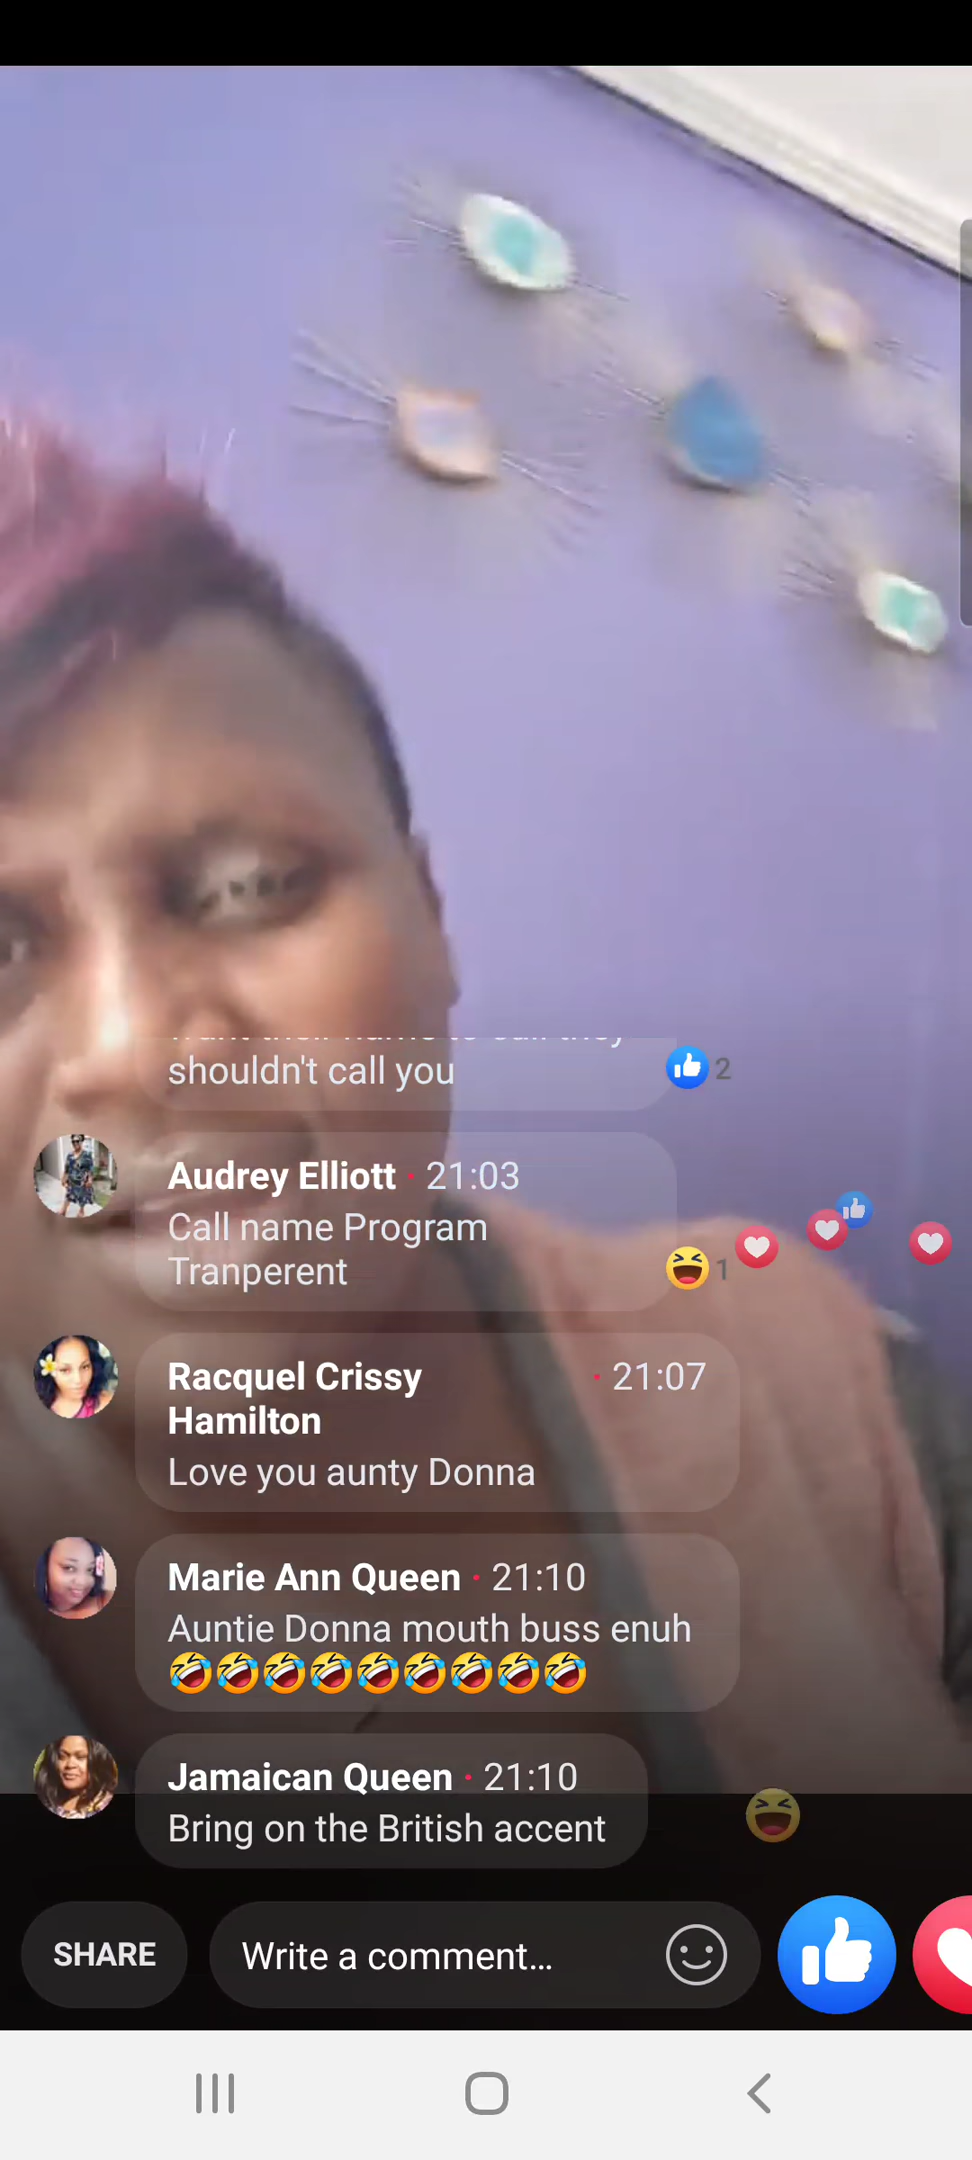 shouldn't call you
2
Audrey Elliott · 21:03
Call name Program
Tranperent
1
Racquel Crissy
Hamilton
· 21:07
Love you aunty Donna
Marie Ann Queen · 21:10
Auntie Donna mouth buss enuh
🤣🤣🤣🤣🤣🤣🤣🤣🤣
Jamaican Queen · 21:10
Bring on the British accent
SHARE
Write a comment...